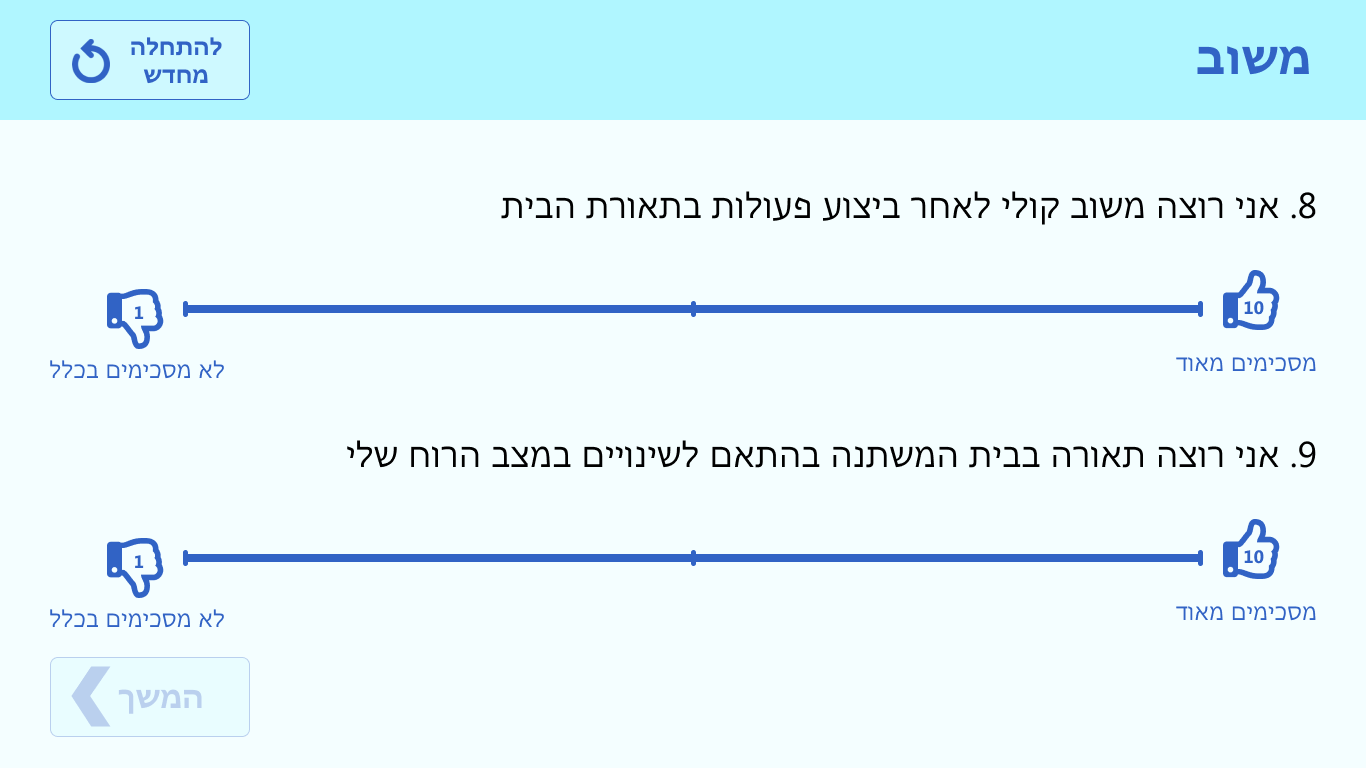 משוב
להתחלה
מחדש
8. אני רוצה משוב קולי לאחר ביצוע פעולות בתאורת הבית
10
1
מסכימים מאוד
לא מסכימים בכלל
9. אני רוצה תאורה בבית המשתנה בהתאם לשינויים במצב הרוח שלי
10
1
מסכימים מאוד
לא מסכימים בכלל
המשך